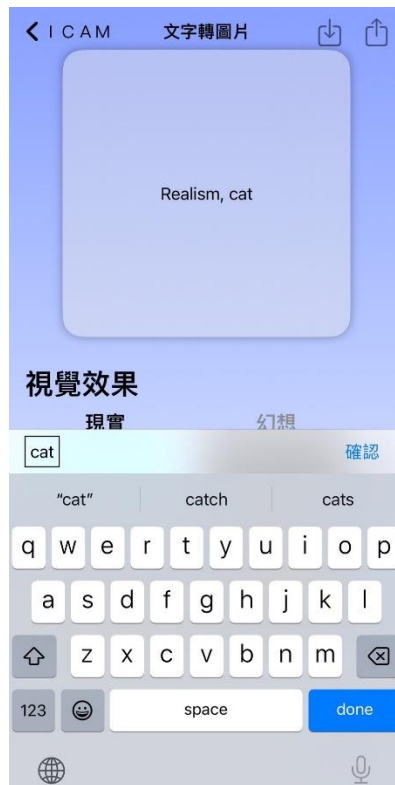 ICAM 文字轉圖片
Realism, cat
視覺效果
現實 幻想
cat 確認
“cat” catch cats
q w e r t y u i o p
a s d f g h j k l
z x c v b n m
123 space done